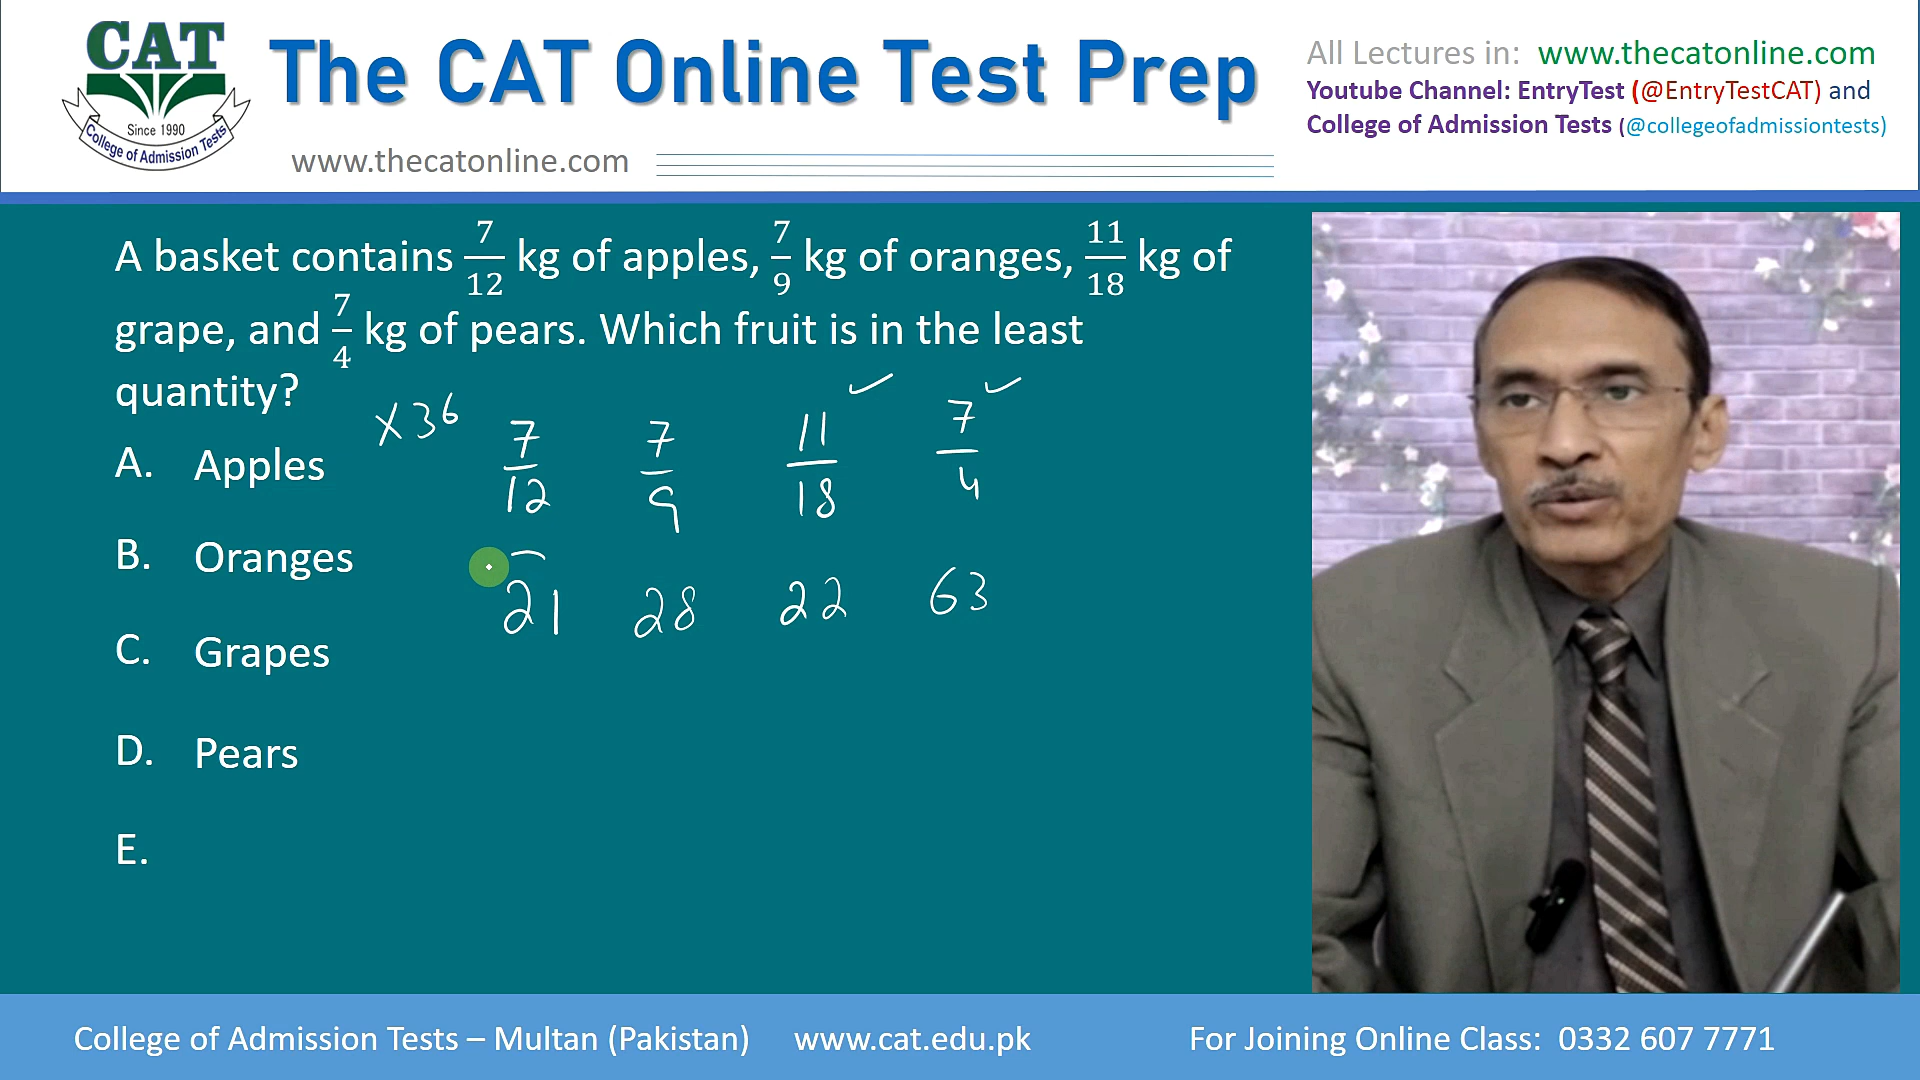 CAT
Since 1990
College of Admission Tests
The CAT Online Test Prep
www.thecatonline.com
All Lectures in: www.thecatonline.com
Youtube Channel: EntryTest (@EntryTestCAT) and
College of Admission Tests (@collegeofadmissiontests)
A basket contains 7/12 kg of apples, 7/9 kg of oranges, 11/18 kg of
grape, and 7/4 kg of pears. Which fruit is in the least
quantity?
×36 7/12 7/9 11/18 ✓ 7/4 ✓
21 28 22 63
A. Apples
B. Oranges
C. Grapes
D. Pears
E.
College of Admission Tests – Multan (Pakistan) www.cat.edu.pk For Joining Online Class: 0332 607 7771